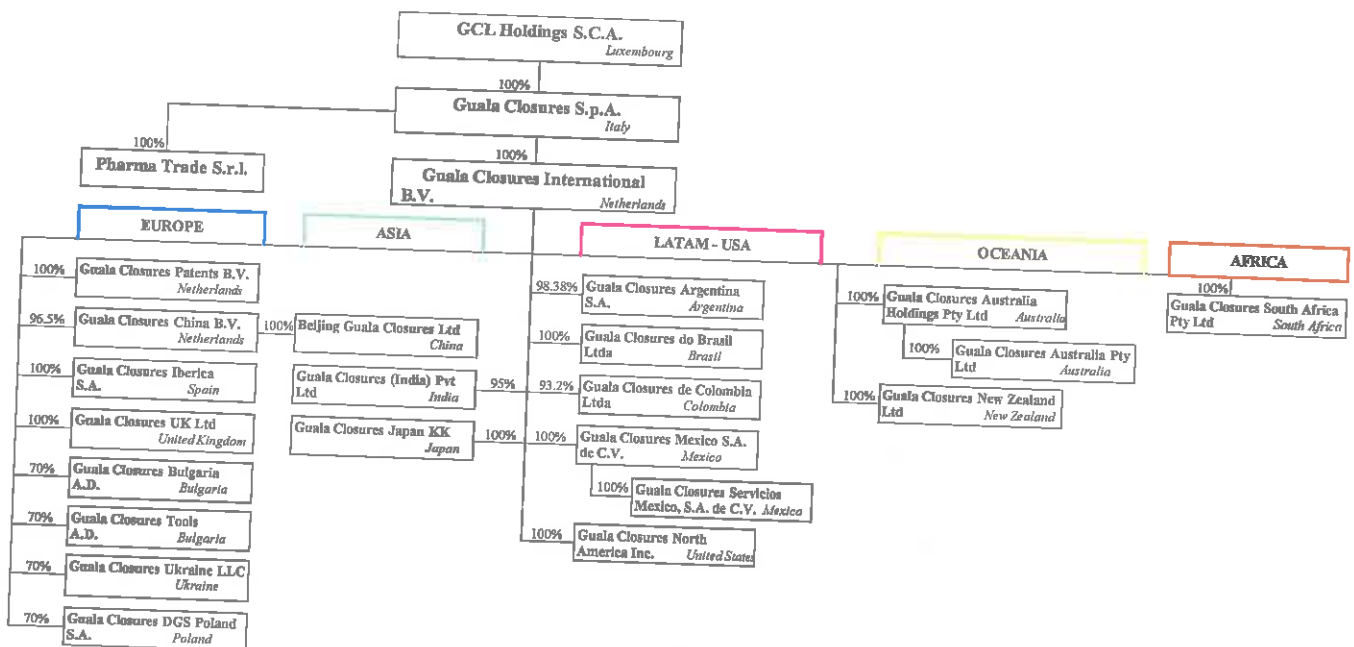 GCL Holdings S.C.A.
Luxembourg
100%
Guala Closures S.p.A.
Italy
100%
Pharma Trade S.r.l.
100%
Guala Closures International
B.V.
Netherlands
EUROPE
ASIA
LATAM - USA
OCEANIA
AFRICA
100%
Guala Closures Patents B.V.
Netherlands
96.5%
Guala Closures China B.V.
Netherlands
100%
Guala Closures Iberica
S.A. Spain
100%
Guala Closures UK Ltd
United Kingdom
70%
Guala Closures Bulgaria
A.D. Bulgaria
70%
Guala Closures Tools
A.D. Bulgaria
70%
Guala Closures Ukraine LLC
Ukraine
70%
Guala Closures DGS Poland
S.A. Poland
100%
Beijing Guala Closures Ltd
China
Guala Closures (India) Pvt
Ltd India
95%
Guala Closures Japan KK
Japan
100%
98.38%
Guala Closures Argentina
S.A. Argentina
100%
Guala Closures do Brasil
Ltda Brasil
93.2%
Guala Closures de Colombia
Ltda Colombia
100%
Guala Closures Mexico S.A.
de C.V. Mexico
100%
Guala Closures Servicios
Mexico, S.A. de C.V. Mexico
100%
Guala Closures North
America Inc. United States
100%
Guala Closures Australia
Holdings Pty Ltd Australia
100%
Guala Closures Australia Pty
Ltd Australia
100%
Guala Closures New Zealand
Ltd New Zealand
100%
Guala Closures South Africa
Pty Ltd South Africa